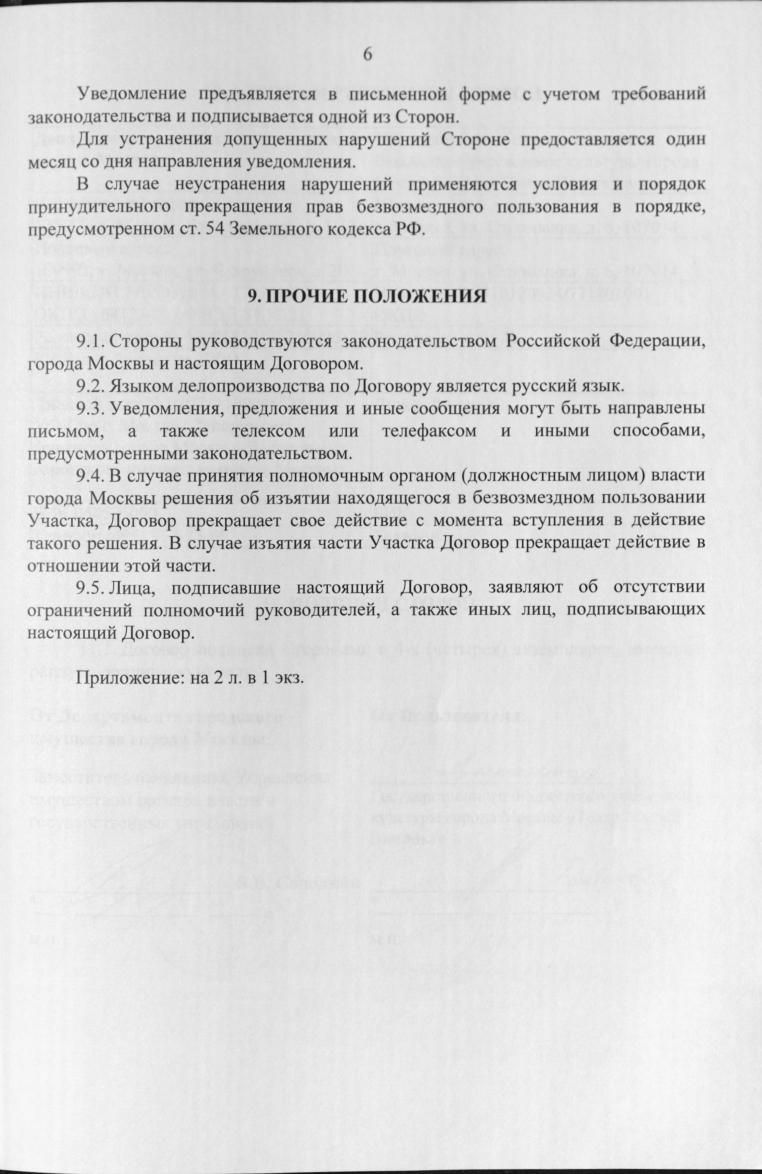 6
Уведомление предъявляется в письменной форме с учетом требований
законодательства и подписывается одной из Сторон.
Для устранения допущенных нарушений Стороне предоставляется один
месяц со дня направления уведомления.
В случае неустранения нарушений применяются условия и порядок
принудительного прекращения прав безвозмездного пользования в порядке,
предусмотренном ст. 54 Земельного кодекса РФ.
9. ПРОЧИЕ ПОЛОЖЕНИЯ
9.1. Стороны руководствуются законодательством Российской Федерации,
города Москвы и настоящим Договором.
9.2. Языком делопроизводства по Договору является русский язык.
9.3. Уведомления, предложения и иные сообщения могут быть направлены
письмом, а также телексом или телефаксом и иными способами,
предусмотренными законодательством.
9.4. В случае принятия полномочным органом (должностным лицом) власти
города Москвы решения об изъятии находящегося в безвозмездном пользовании
Участка, Договор прекращает свое действие с момента вступления в действие
такого решения. В случае изъятия части Участка Договор прекращает действие в
отношении этой части.
9.5. Лица, подписавшие настоящий Договор, заявляют об отсутствии
ограничений полномочий руководителей, а также иных лиц, подписывающих
настоящий Договор.
Приложение: на 2 л. в 1 экз.